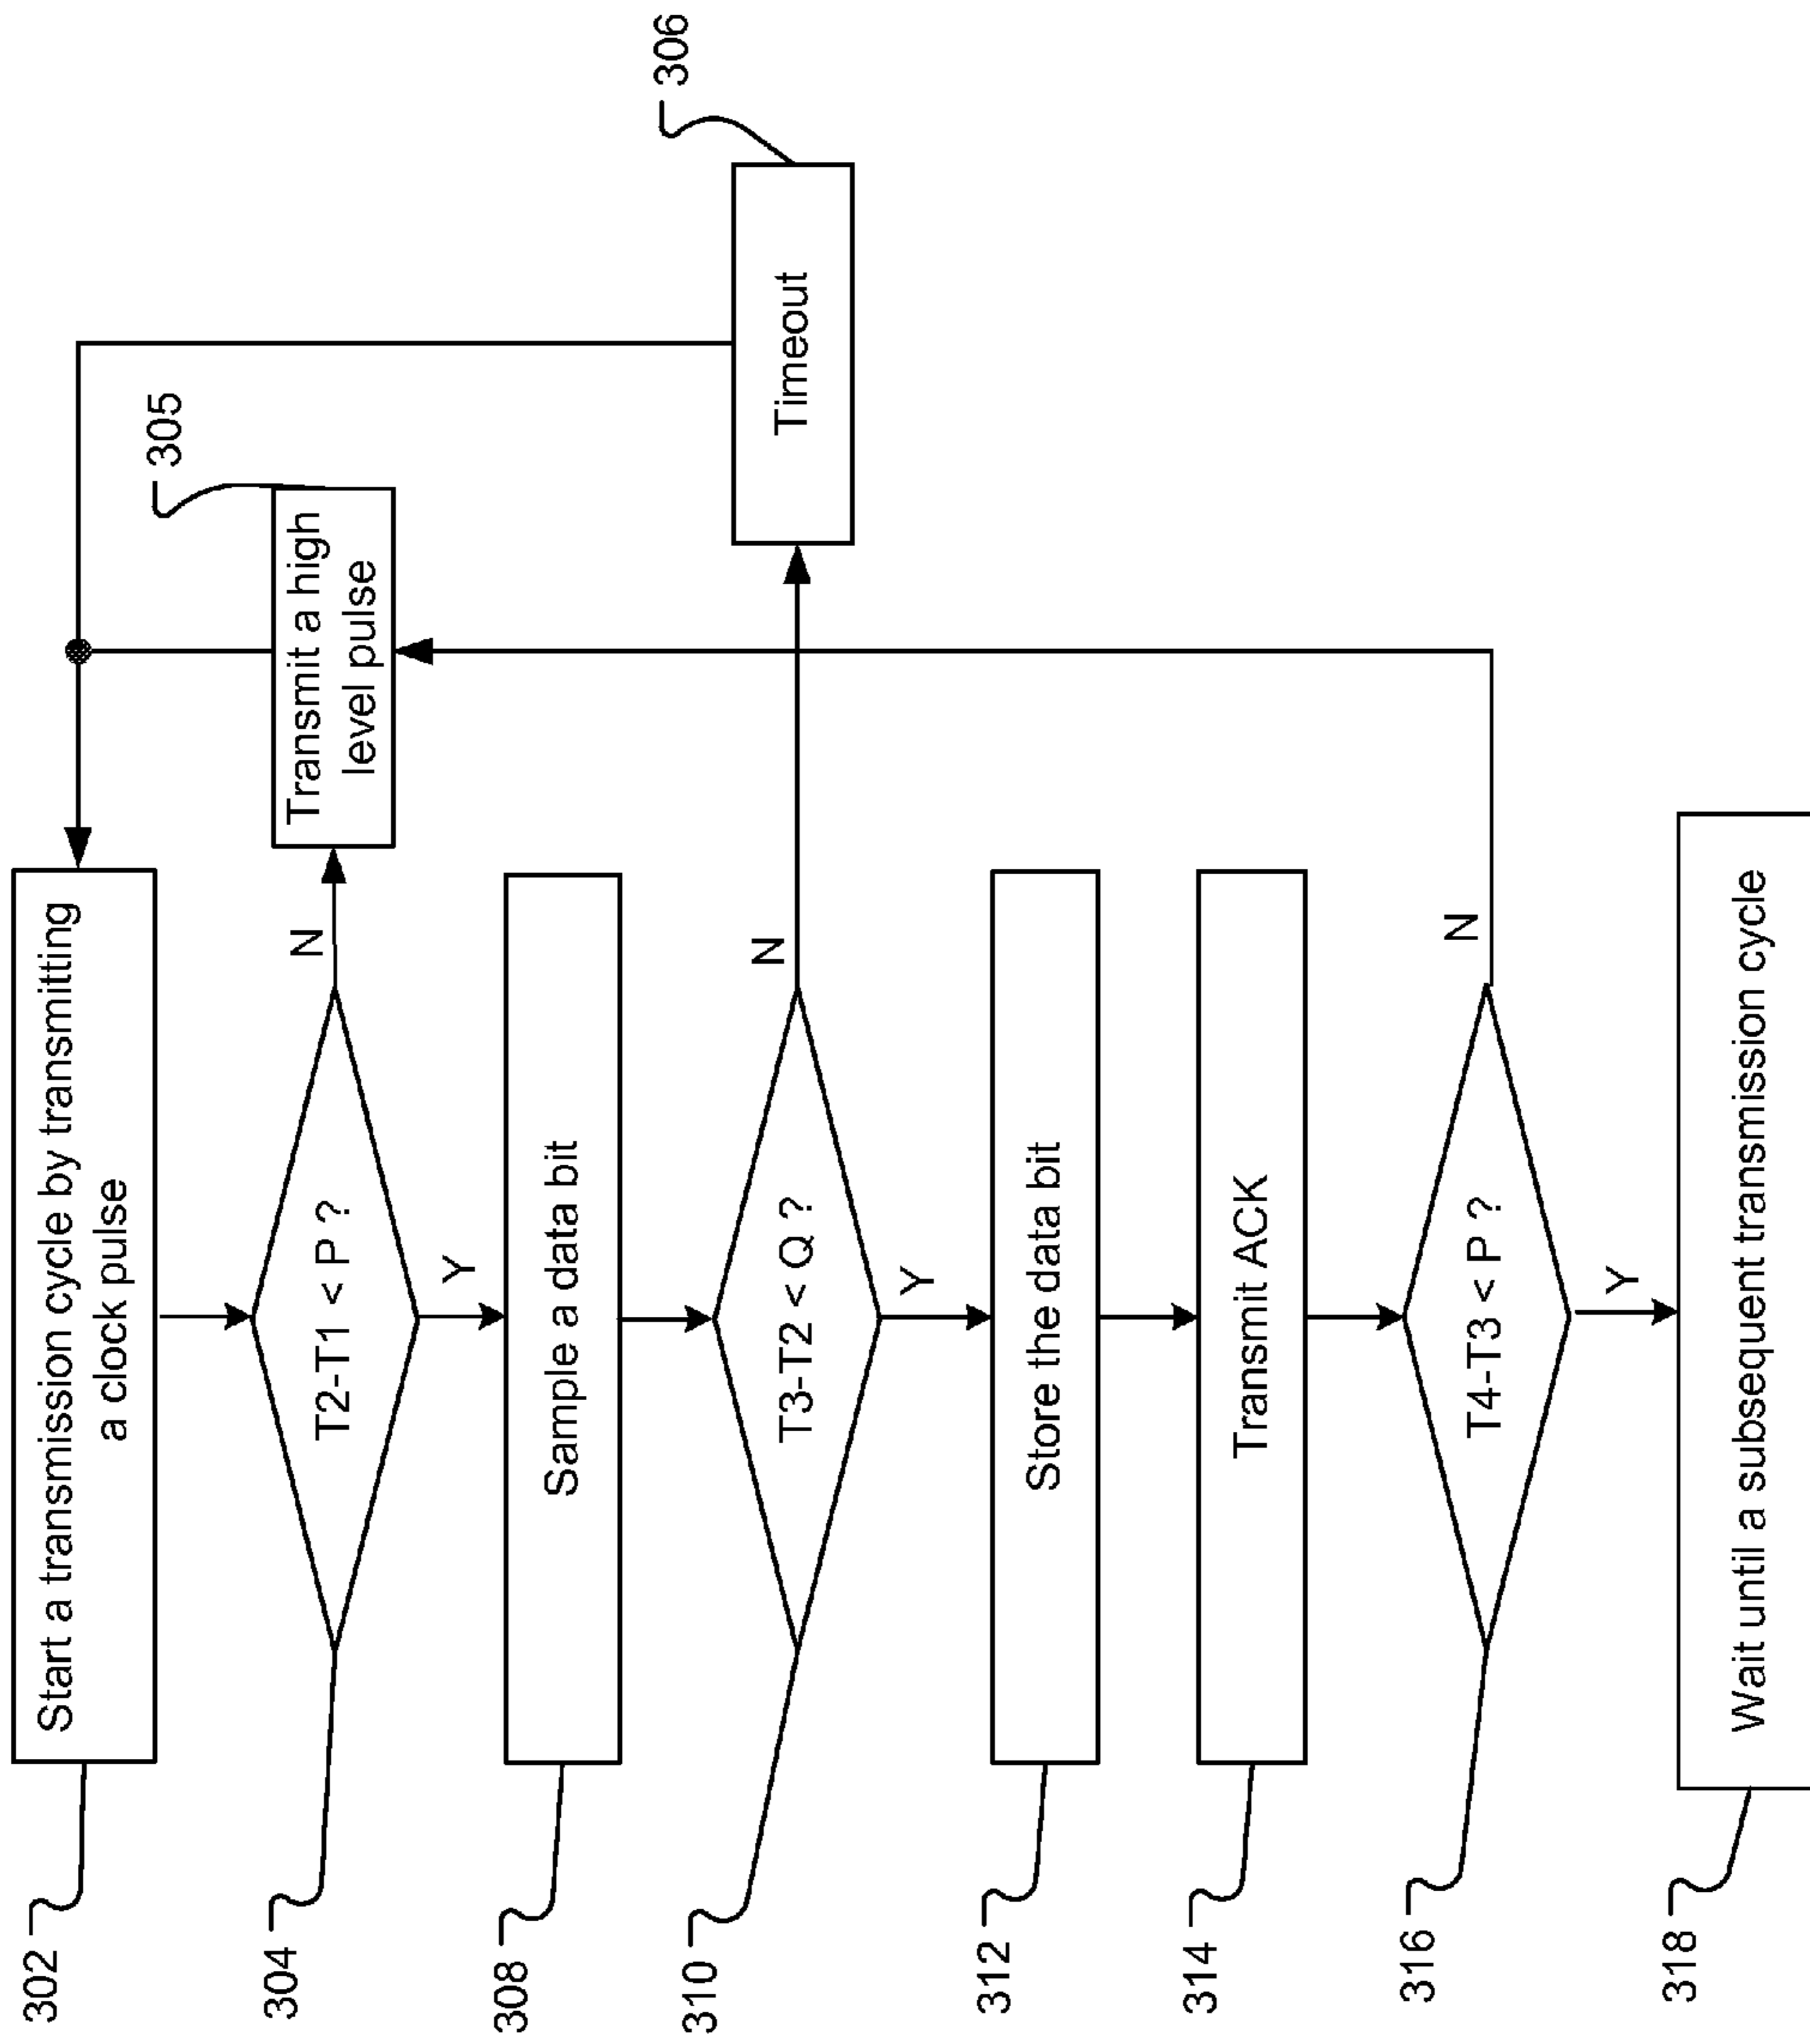 302
Start a transmission cycle by transmitting
a clock pulse
304
T2-T1 < P ?
N
Transmit a high
level pulse
305
Y
308
Sample a data bit
310
T3-T2 < Q ?
N
Timeout
306
Y
312
Store the data bit
314
Transmit ACK
316
T4-T3 < P ?
N
Y
318
Wait until a subsequent transmission cycle